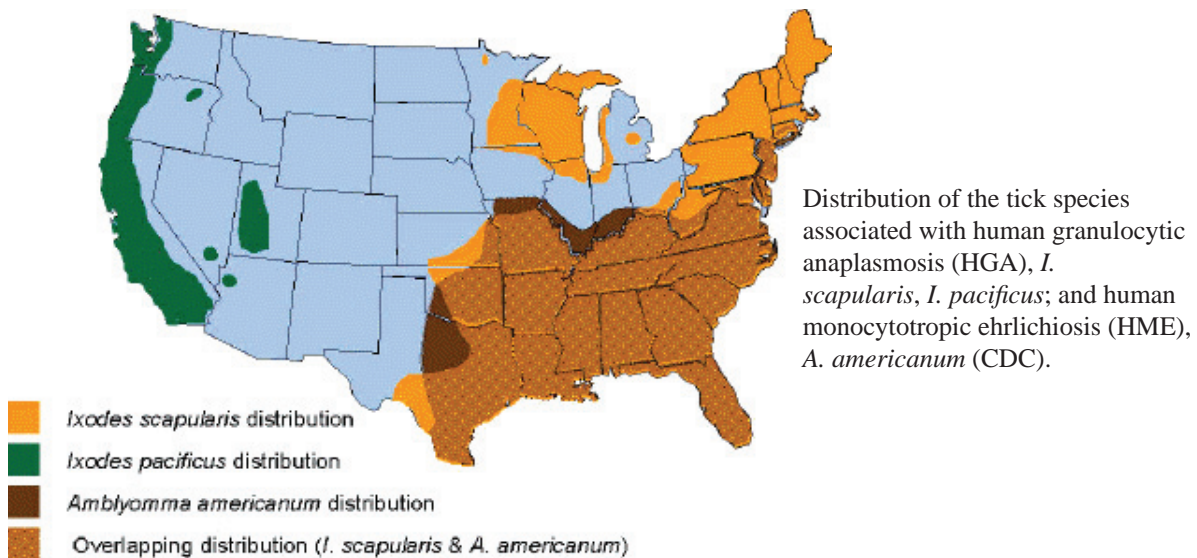 Distribution of the tick species
associated with human granulocytic
anaplasmosis (HGA), I.
scapularis, I. pacificus; and human
monocytotropic ehrlichiosis (HME),
A. americanum (CDC).
Ixodes scapularis distribution
Ixodes pacificus distribution
Amblyomma americanum distribution
Overlapping distribution (I. scapularis & A. americanum)